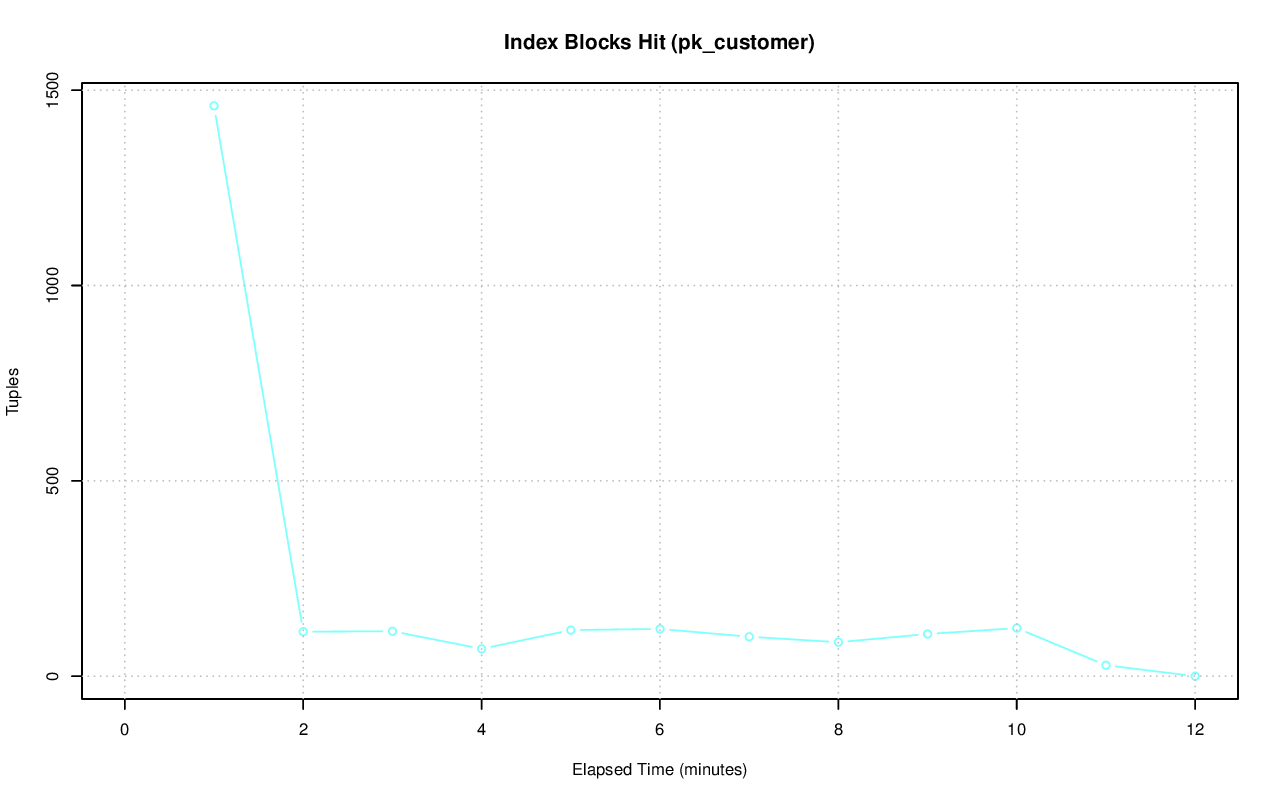 Index Blocks Hit (pk_customer)
1500
1000
500
0
Tuples
0 2 4 6 8 10 12
Elapsed Time (minutes)